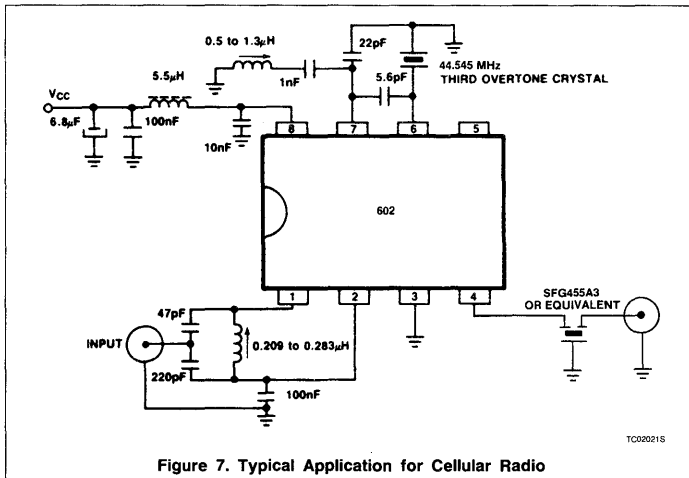 0.5 to 1.3μH
22pF
44.545 MHz
THIRD OVERTONE CRYSTAL
1nF
5.6pF
5.5μH
VCC
6.8μF
100nF
10nF
8
7
6
5
602
1
2
3
4
47pF
INPUT
220pF
0.209 to 0.283μH
100nF
SFG455A3
OR EQUIVALENT
TC02021S
Figure 7. Typical Application for Cellular Radio